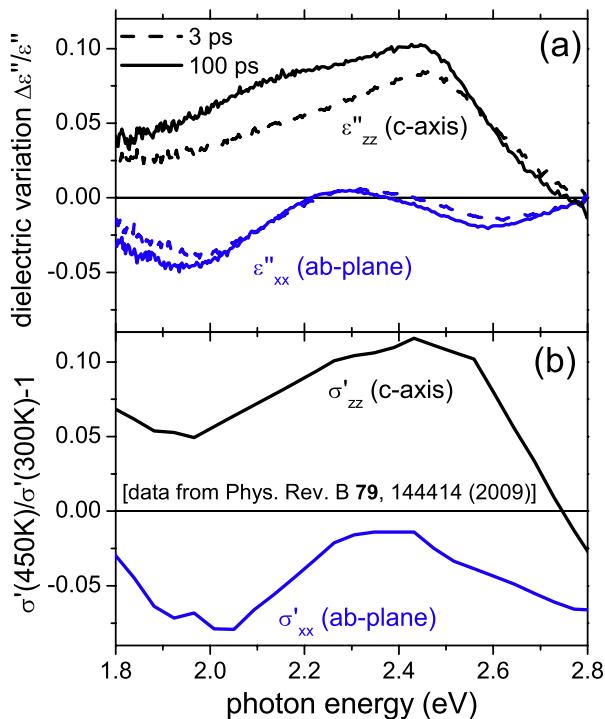 (a)
3 ps
100 ps
dielectric variation Δε"/ε"
0.10
0.05
0.00
-0.05
ε"zz (c-axis)
ε"xx (ab-plane)
(b)
σ'(450K)/σ'(300K)-1
0.10
0.05
0.00
-0.05
σ'zz (c-axis)
[data from Phys. Rev. B 79, 144414 (2009)]
σ'xx (ab-plane)
1.8 2.0 2.2 2.4 2.6 2.8
photon energy (eV)